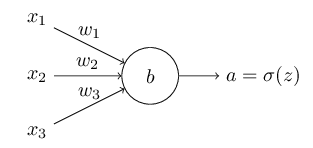 x₁
w₁
x₂
w₂
b
a = σ(z)
w₃
x₃